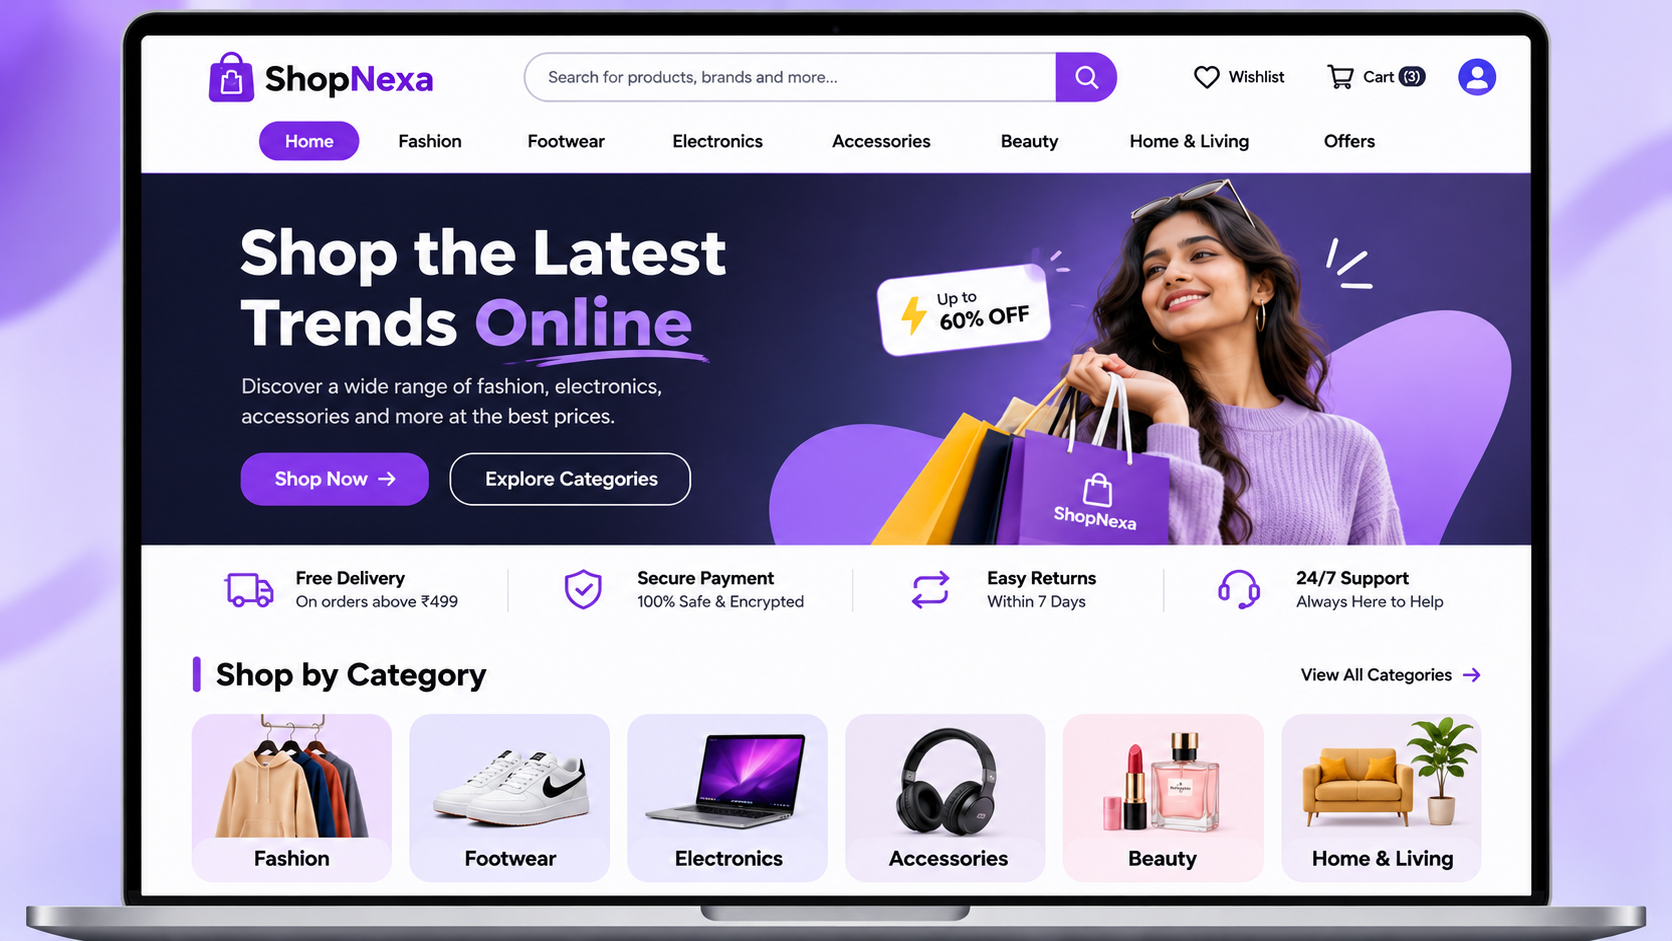 ShopNexa
Search for products, brands and more...
Wishlist
Cart (3)
Home
Fashion
Footwear
Electronics
Accessories
Beauty
Home & Living
Offers
Shop the Latest
Trends Online
Discover a wide range of fashion, electronics,
accessories and more at the best prices.
Shop Now
Explore Categories
Up to
60% OFF
ShopNexa
Free Delivery
On orders above ₹499
Secure Payment
100% Safe & Encrypted
Easy Returns
Within 7 Days
24/7 Support
Always Here to Help
Shop by Category
View All Categories
Fashion
Footwear
Electronics
Accessories
Beauty
Home & Living